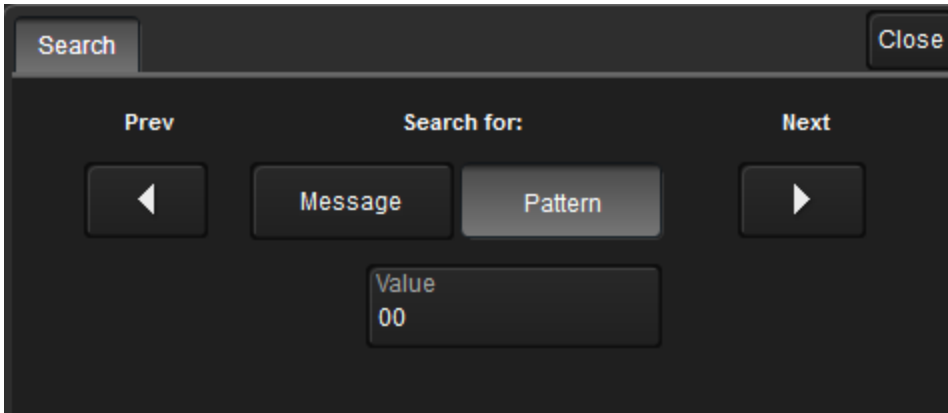 Search
Close
Prev
Search for:
Next
Message
Pattern
Value
00